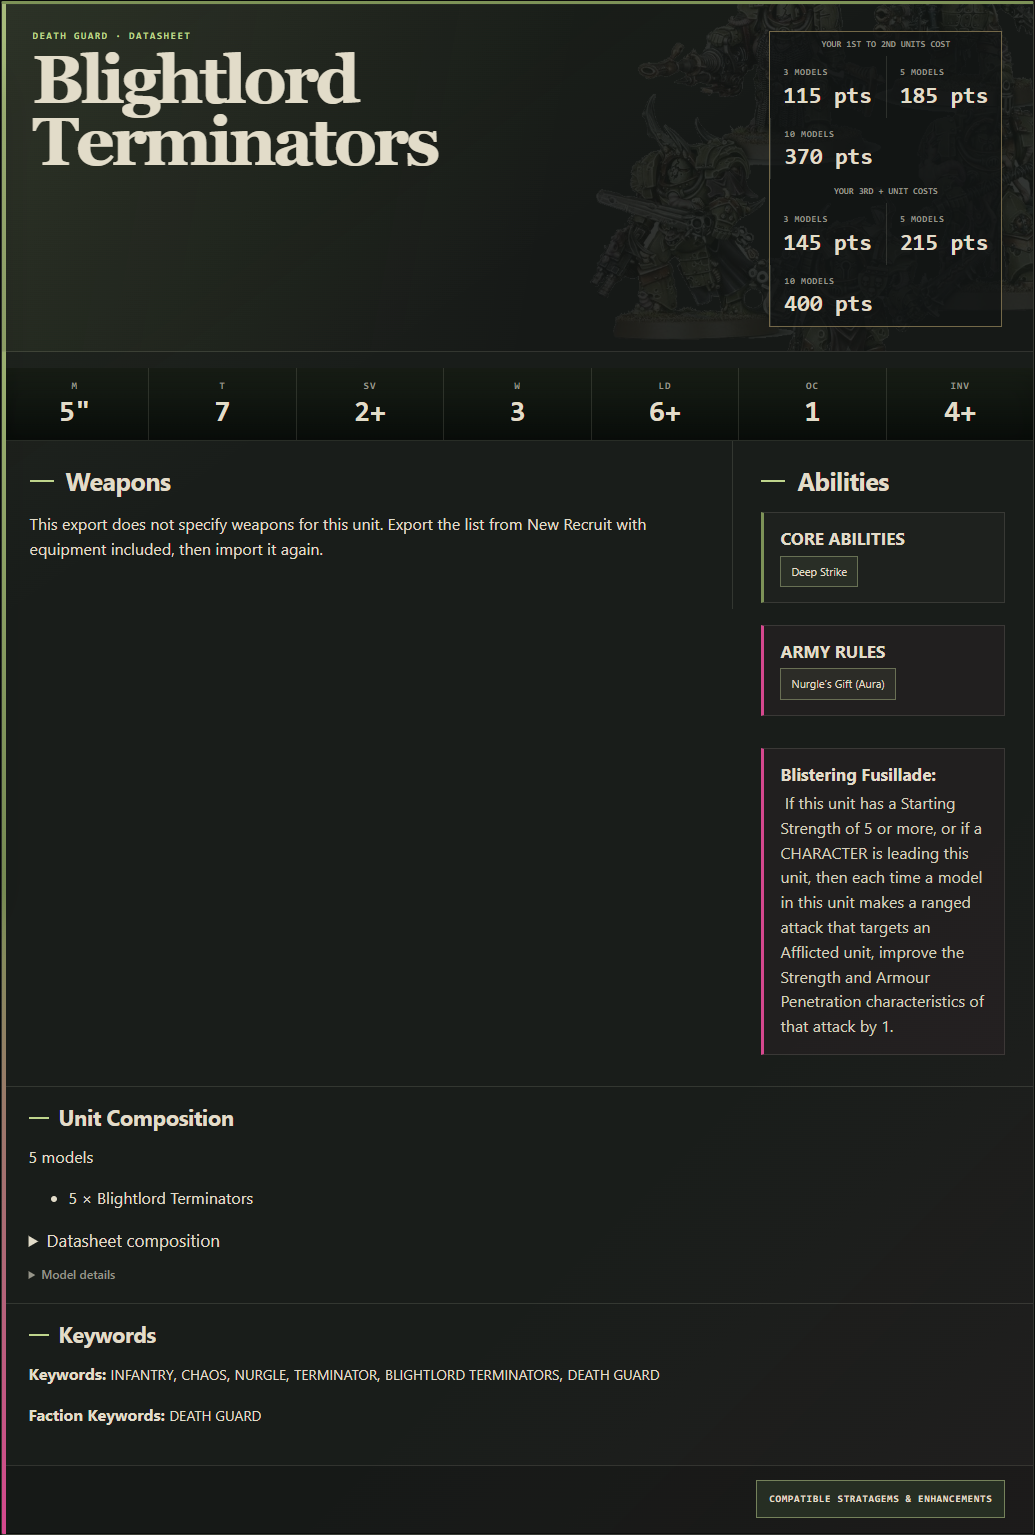 DEATH GUARD · DATASHEET
Blightlord
Terminators
YOUR 1ST TO 2ND UNITS COST
3 MODELS
115 pts
5 MODELS
185 pts
10 MODELS
370 pts
YOUR 3RD + UNIT COSTS
3 MODELS
145 pts
5 MODELS
215 pts
10 MODELS
400 pts
M
5"
T
7
SV
2+
W
3
LD
6+
OC
1
INV
4+
Weapons
This export does not specify weapons for this unit. Export the list from New Recruit with
equipment included, then import it again.
Abilities
CORE ABILITIES
Deep Strike
ARMY RULES
Nurgle's Gift (Aura)
Blistering Fusillade:
If this unit has a Starting
Strength of 5 or more, or if a
CHARACTER is leading this
unit, then each time a model
in this unit makes a ranged
attack that targets an
Afflicted unit, improve the
Strength and Armour
Penetration characteristics of
that attack by 1.
Unit Composition
5 models
• 5 × Blightlord Terminators
▶ Datasheet composition
▶ Model details
Keywords
Keywords: INFANTRY, CHAOS, NURGLE, TERMINATOR, BLIGHTLORD TERMINATORS, DEATH GUARD
Faction Keywords: DEATH GUARD
COMPATIBLE STRATAGEMS & ENHANCEMENTS